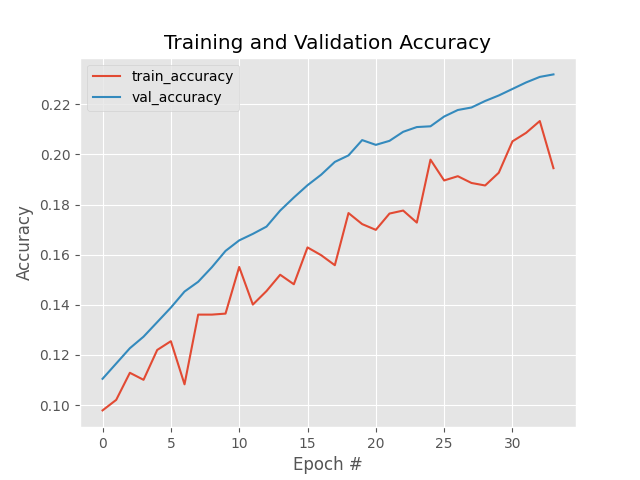 Training and Validation Accuracy
train_accuracy
val_accuracy
0.22
0.20
0.18
0.16
0.14
0.12
0.10
Accuracy
0 5 10 15 20 25 30
Epoch #